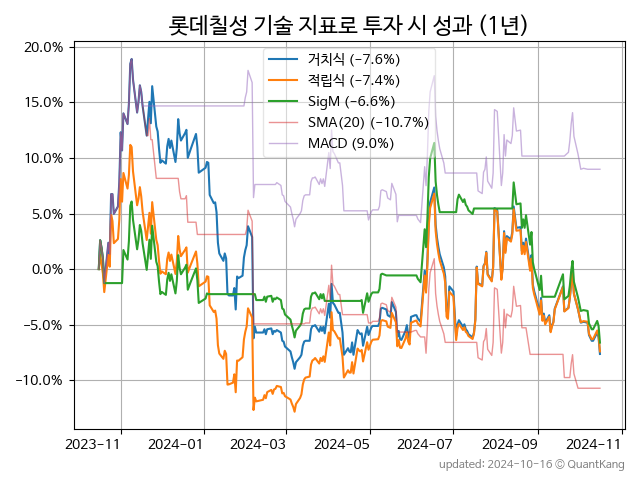 롯데칠성 기술 지표로 투자 시 성과 (1년)
20.0%
15.0%
10.0%
5.0%
0.0%
−5.0%
−10.0%
거치식 (−7.6%)
적립식 (−7.4%)
SigM (−6.6%)
SMA(20) (−10.7%)
MACD (9.0%)
2023-11 2024-01 2024-03 2024-05 2024-07 2024-09 2024-11
updated: 2024-10-16 © QuantKang